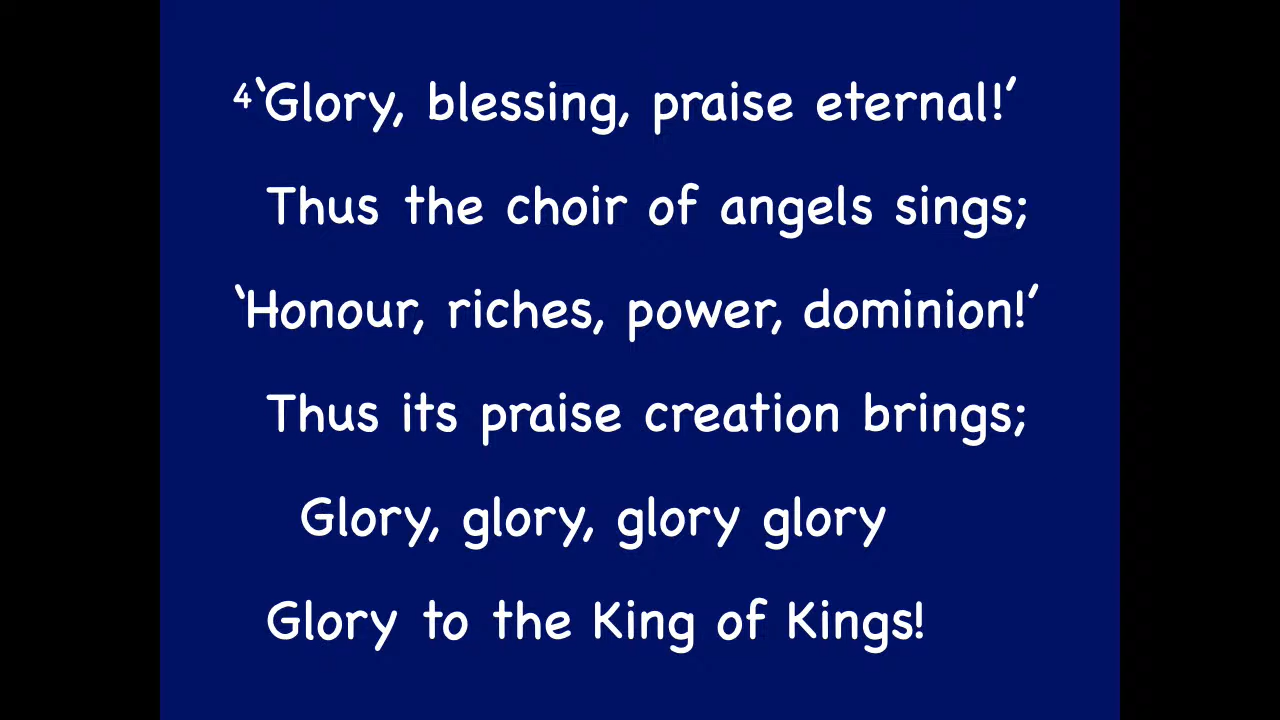 ⁴‘Glory, blessing, praise eternal!’
Thus the choir of angels sings;
‘Honour, riches, power, dominion!’
Thus its praise creation brings;
Glory, glory, glory glory
Glory to the King of Kings!